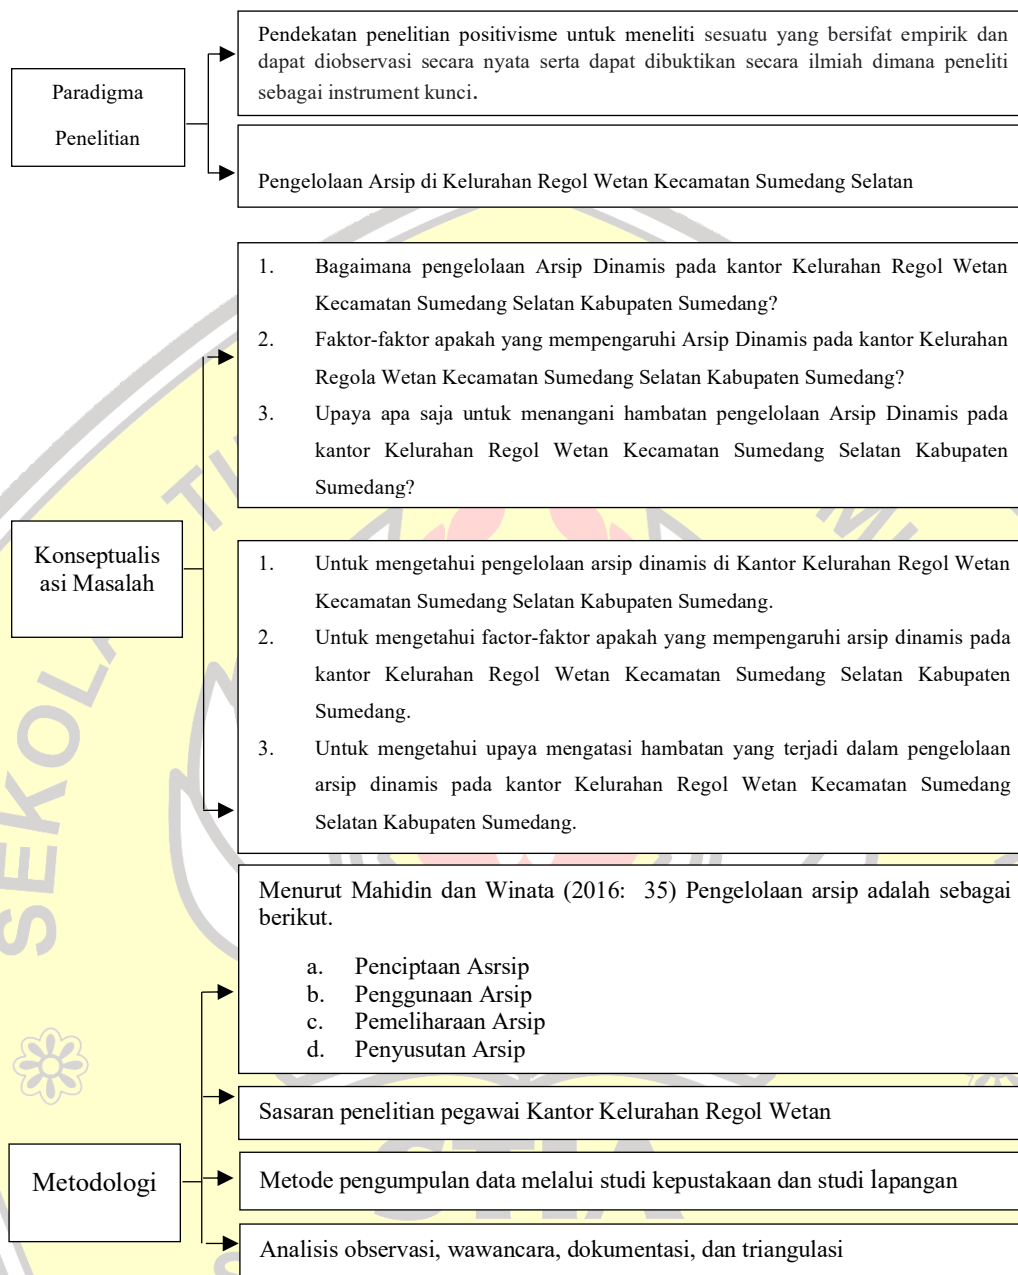 Paradigma
Penelitian
Pendekatan penelitian positivisme untuk meneliti sesuatu yang bersifat empirik dan
dapat diobservasi secara nyata serta dapat dibuktikan secara ilmiah dimana peneliti
sebagai instrument kunci.
Pengelolaan Arsip di Kelurahan Regol Wetan Kecamatan Sumedang Selatan
Konseptualis
asi Masalah
1. Bagaimana pengelolaan Arsip Dinamis pada kantor Kelurahan Regol Wetan
Kecamatan Sumedang Selatan Kabupaten Sumedang?
2. Faktor-faktor apakah yang mempengaruhi Arsip Dinamis pada kantor Kelurahan
Regola Wetan Kecamatan Sumedang Selatan Kabupaten Sumedang?
3. Upaya apa saja untuk menangani hambatan pengelolaan Arsip Dinamis pada
kantor Kelurahan Regol Wetan Kecamatan Sumedang Selatan Kabupaten
Sumedang?
1. Untuk mengetahui pengelolaan arsip dinamis di Kantor Kelurahan Regol Wetan
Kecamatan Sumedang Selatan Kabupaten Sumedang.
2. Untuk mengetahui factor-faktor apakah yang mempengaruhi arsip dinamis pada
kantor Kelurahan Regol Wetan Kecamatan Sumedang Selatan Kabupaten
Sumedang.
3. Untuk mengetahui upaya mengatasi hambatan yang terjadi dalam pengelolaan
arsip dinamis pada kantor Kelurahan Regol Wetan Kecamatan Sumedang
Selatan Kabupaten Sumedang.
Metodologi
Menurut Mahidin dan Winata (2016: 35) Pengelolaan arsip adalah sebagai
berikut.
a. Penciptaan Asrsip
b. Penggunaan Arsip
c. Pemeliharaan Arsip
d. Penyusutan Arsip
Sasaran penelitian pegawai Kantor Kelurahan Regol Wetan
Metode pengumpulan data melalui studi kepustakaan dan studi lapangan
Analisis observasi, wawancara, dokumentasi, dan triangulasi
SEKOL
STIA